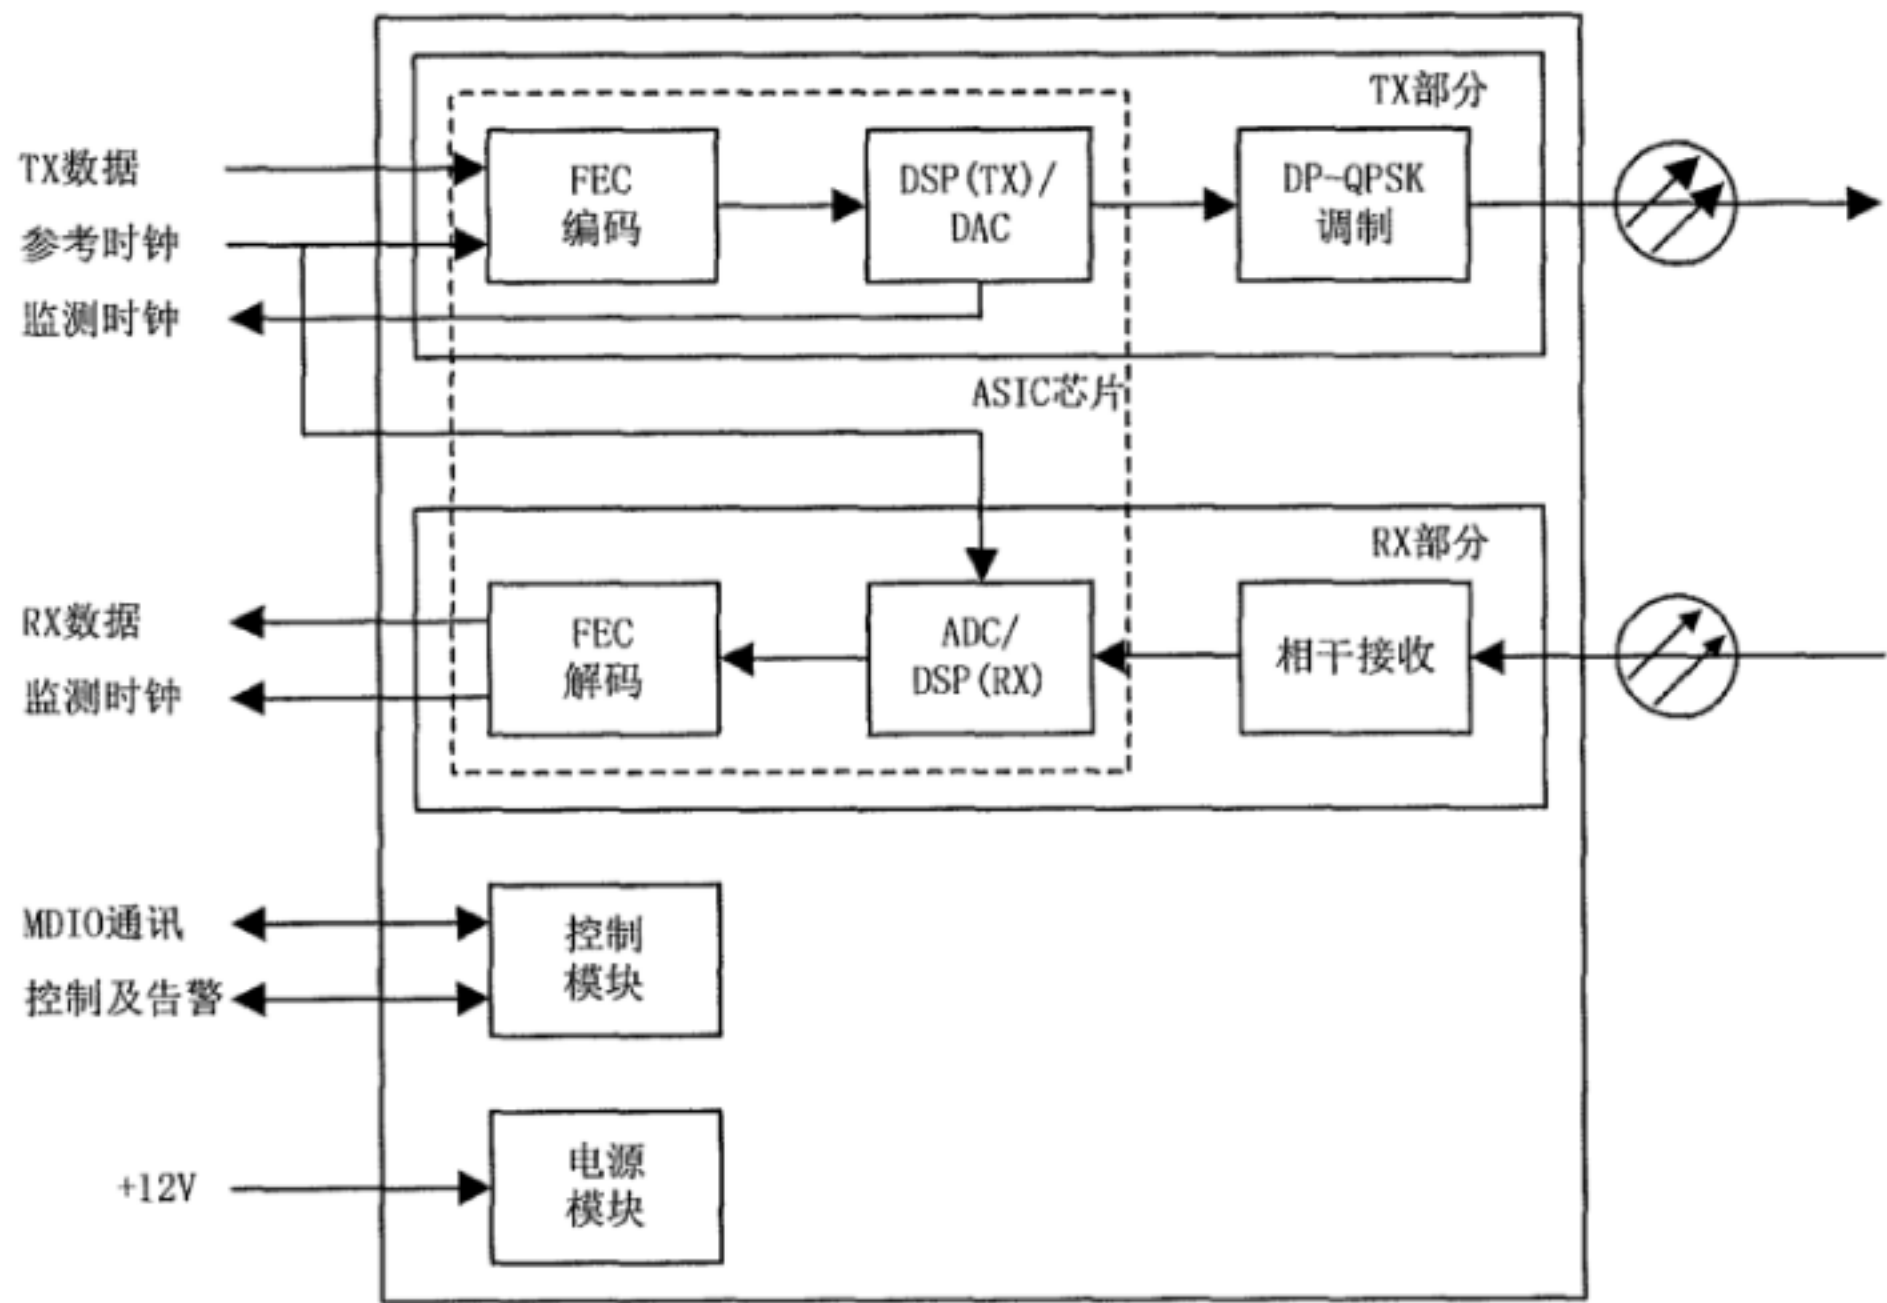 TX部分
TX数据
FEC
编码
DSP(TX)/
DAC
DP-QPSK
调制
参考时钟
监测时钟
ASIC芯片
RX部分
RX数据
FEC
解码
ADC/
DSP(RX)
相干接收
监测时钟
MDIO通讯
控制
模块
控制及告警
电源
模块
+12V